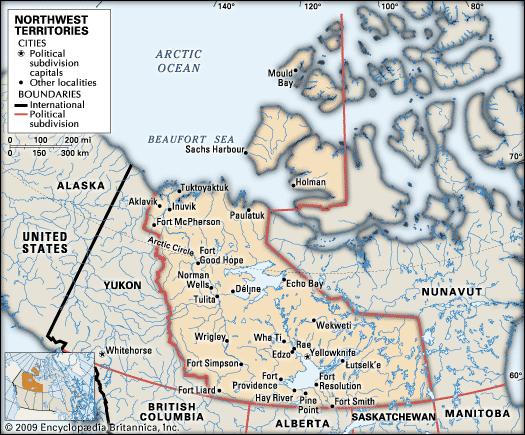 140°
120°
100°
80°
NORTHWEST
TERRITORIES
CITIES
Political
subdivision
capitals
Other localities
BOUNDARIES
International
Political
subdivision
0 100 200 mi
0 150 300 km
ARCTIC
OCEAN
Mould
Bay
BEAUFORT SEA
Sachs Harbour
70°
ALASKA
Holman
Tuktoyaktuk
Aklavik
Inuvik
Paulatuk
Fort McPherson
UNITED
STATES
Arctic Circle
Fort
Good Hope
YUKON
Norman
Wells
Echo Bay
Délįne
Tulita
NUNAVUT
Wekweti
Wrigley
Wha Ti
Rae
Edzo
Yellowknife
Whitehorse
Fort Simpson
Łutselk'e
60°
Fort
Providence
Fort
Resolution
Fort Liard
Hay River
Pine
Point
Fort Smith
BRITISH
COLUMBIA
ALBERTA
SASKATCHEWAN
MANITOBA
© 2009 Encyclopædia Britannica, Inc.